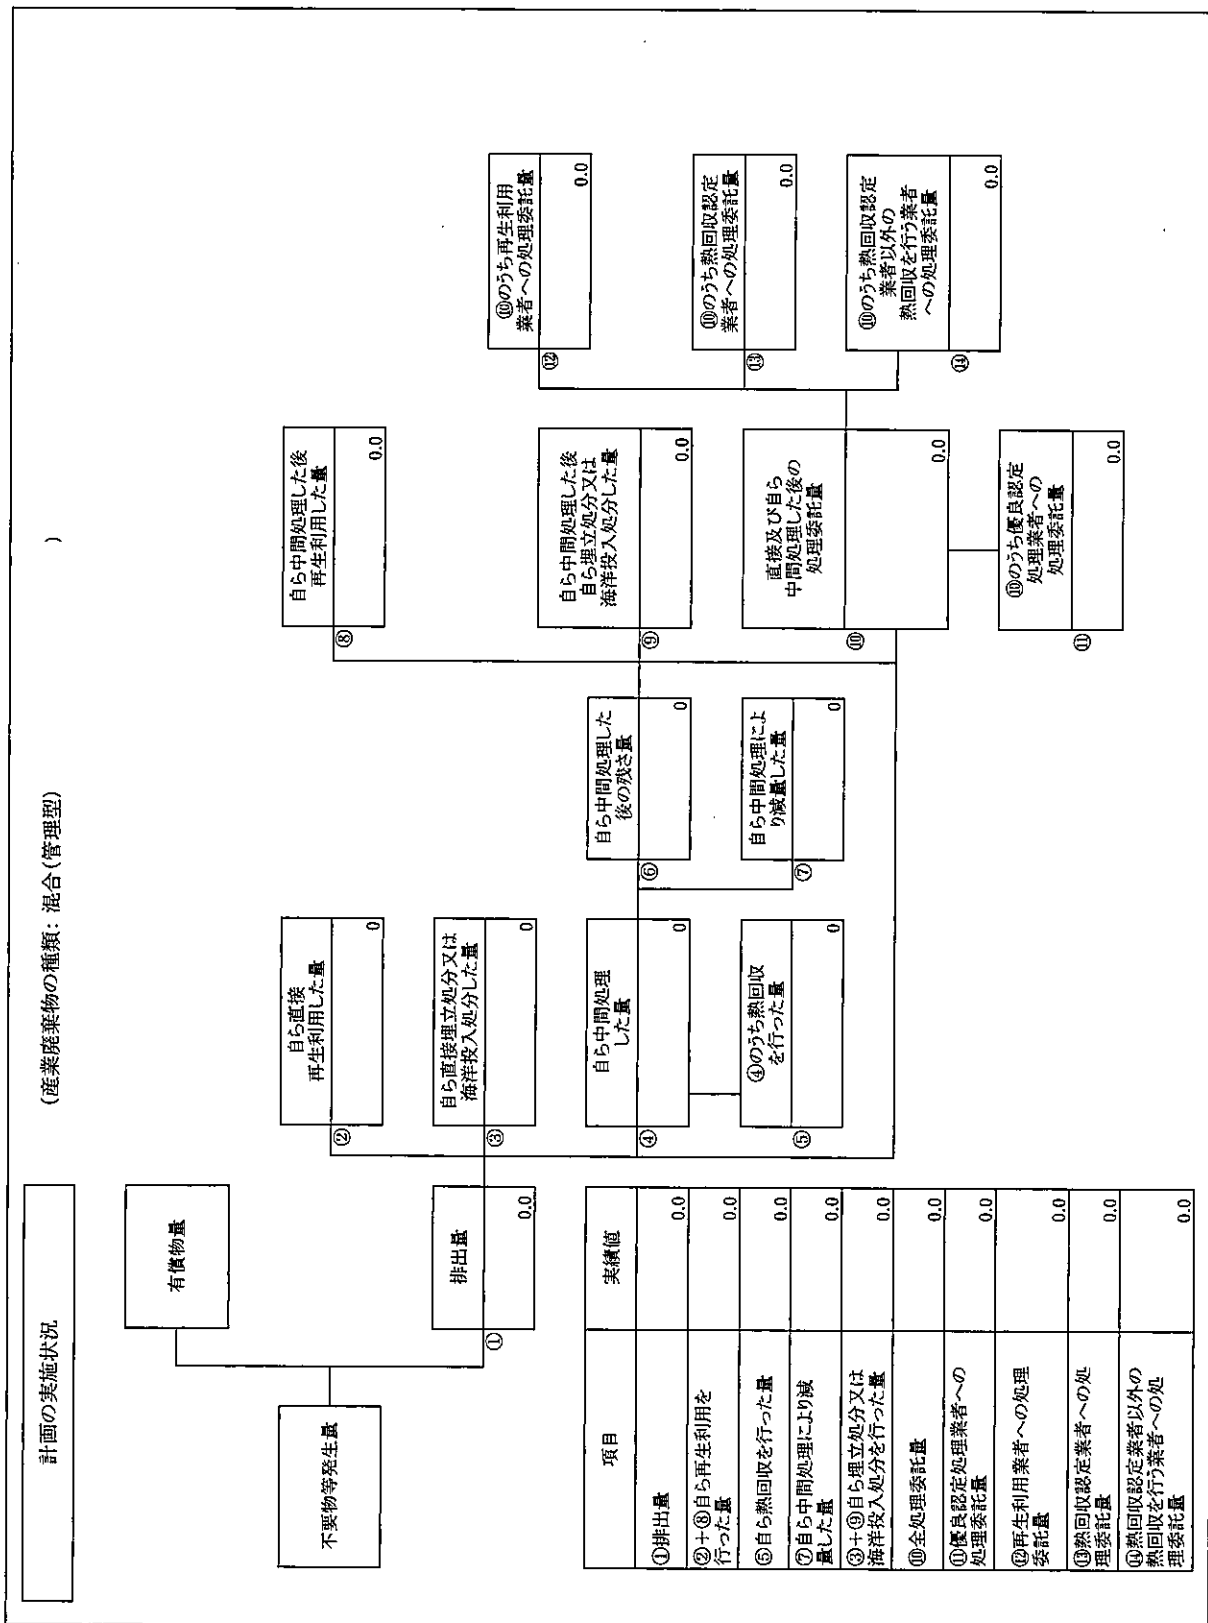 計画の実施状況
(産業廃棄物の種類: 混合(管理型)
)
不要物等発生量
有償物量
①
排出量
0.0
②
自ら直接
再生利用した量
0
③
自ら直接埋立処分又は
海洋投入処分した量
0
④
自ら中間処理
した量
0
⑤
④のうち熱回収
を行った量
0
⑥
自ら中間処理した
後の残さ量
0
⑦
自ら中間処理によ
り減量した量
0
⑧
自ら中間処理した後
再生利用した量
0.0
⑨
自ら中間処理した後
自ら埋立処分又は
海洋投入処分した量
0.0
⑩
直接及び自ら
中間処理した後の
処理委託量
0.0
⑪
⑩のうち優良認定
処理業者への
処理委託量
0.0
⑫
⑩のうち再生利用
業者への処理委託量
0.0
⑬
⑩のうち熱回収認定
業者への処理委託量
0.0
⑭
⑩のうち熱回収認定
業者以外の
熱回収を行う業者
への処理委託量
0.0
項目
実績値
①排出量
0.0
②+⑧自ら再生利用を
行った量
0.0
⑤自ら熱回収を行った量
0.0
⑦自ら中間処理により減
量した量
0.0
③+⑨自ら埋立処分又は
海洋投入処分を行った量
0.0
⑩全処理委託量
0.0
⑪優良認定処理業者への
処理委託量
0.0
⑫再生利用業者への処理
委託量
0.0
⑬熱回収認定業者への処
理委託量
0.0
⑭熱回収認定業者以外の
熱回収を行う業者への処
理委託量
0.0